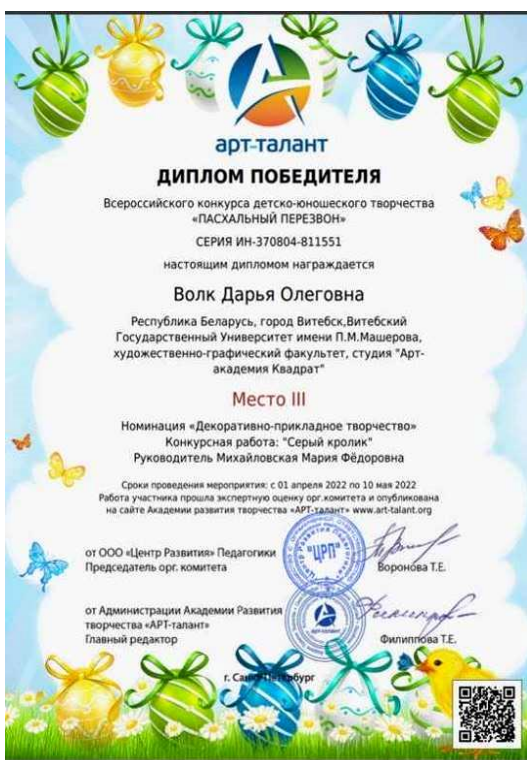 арт-талант
ДИПЛОМ ПОБЕДИТЕЛЯ
Всероссийского конкурса детско-юношеского творчества
«ПАСХАЛЬНЫЙ ПЕРЕЗВОН»
СЕРИЯ ИН-370804-811551
настоящим дипломом награждается
Волк Дарья Олеговна
Республика Беларусь, город Витебск,Витебский
Государственный Университет имени П.М.Машерова,
художественно-графический факультет, студия "Арт-
академия Квадрат"
Место III
Номинация «Декоративно-прикладное творчество»
Конкурсная работа: "Серый кролик"
Руководитель Михайловская Мария Фёдоровна
Сроки проведения мероприятия: с 01 апреля 2022 по 10 мая 2022
Работа участника прошла экспертную оценку орг.комитета и опубликована
на сайте Академии развития творчества «АРТ-талант» www.art-talant.org
от ООО «Центр Развития» Педагогики
Председатель орг. комитета
"ЦРП"
Воронова Т.Е.
от Администрации Академии Развития
творчества «АРТ-талант»
Главный редактор
АРТ-ТАЛАНТ
Филиппова Т.Е.
г. Санкт-Петербург